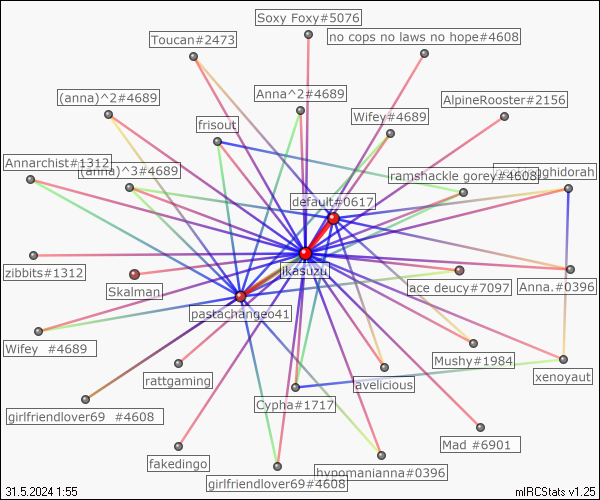 Soxy Foxy#5076
no cops no laws no hope#4608
Toucan#2473
(anna)^2#4689
Anna^2#4689
AlpineRooster#2156
Wifey#4689
frisout
Annarchist#1312
(anna)^3#4689
ramshackle gorey#4608
default#0617
ikasuzu
zibbits#1312
Skalman
ace deucy#7097
Anna.#0396
pastachangeo41
Wifey #4689
Mushy#1984
rattgaming
avelicious
xenoyaut
girlfriendlover69 #4608
Cypha#1717
Mad #6901
fakedingo
hypomanianna#0396
girlfriendlover69#4608
31.5.2024 1:55
mIRCStats v1.25